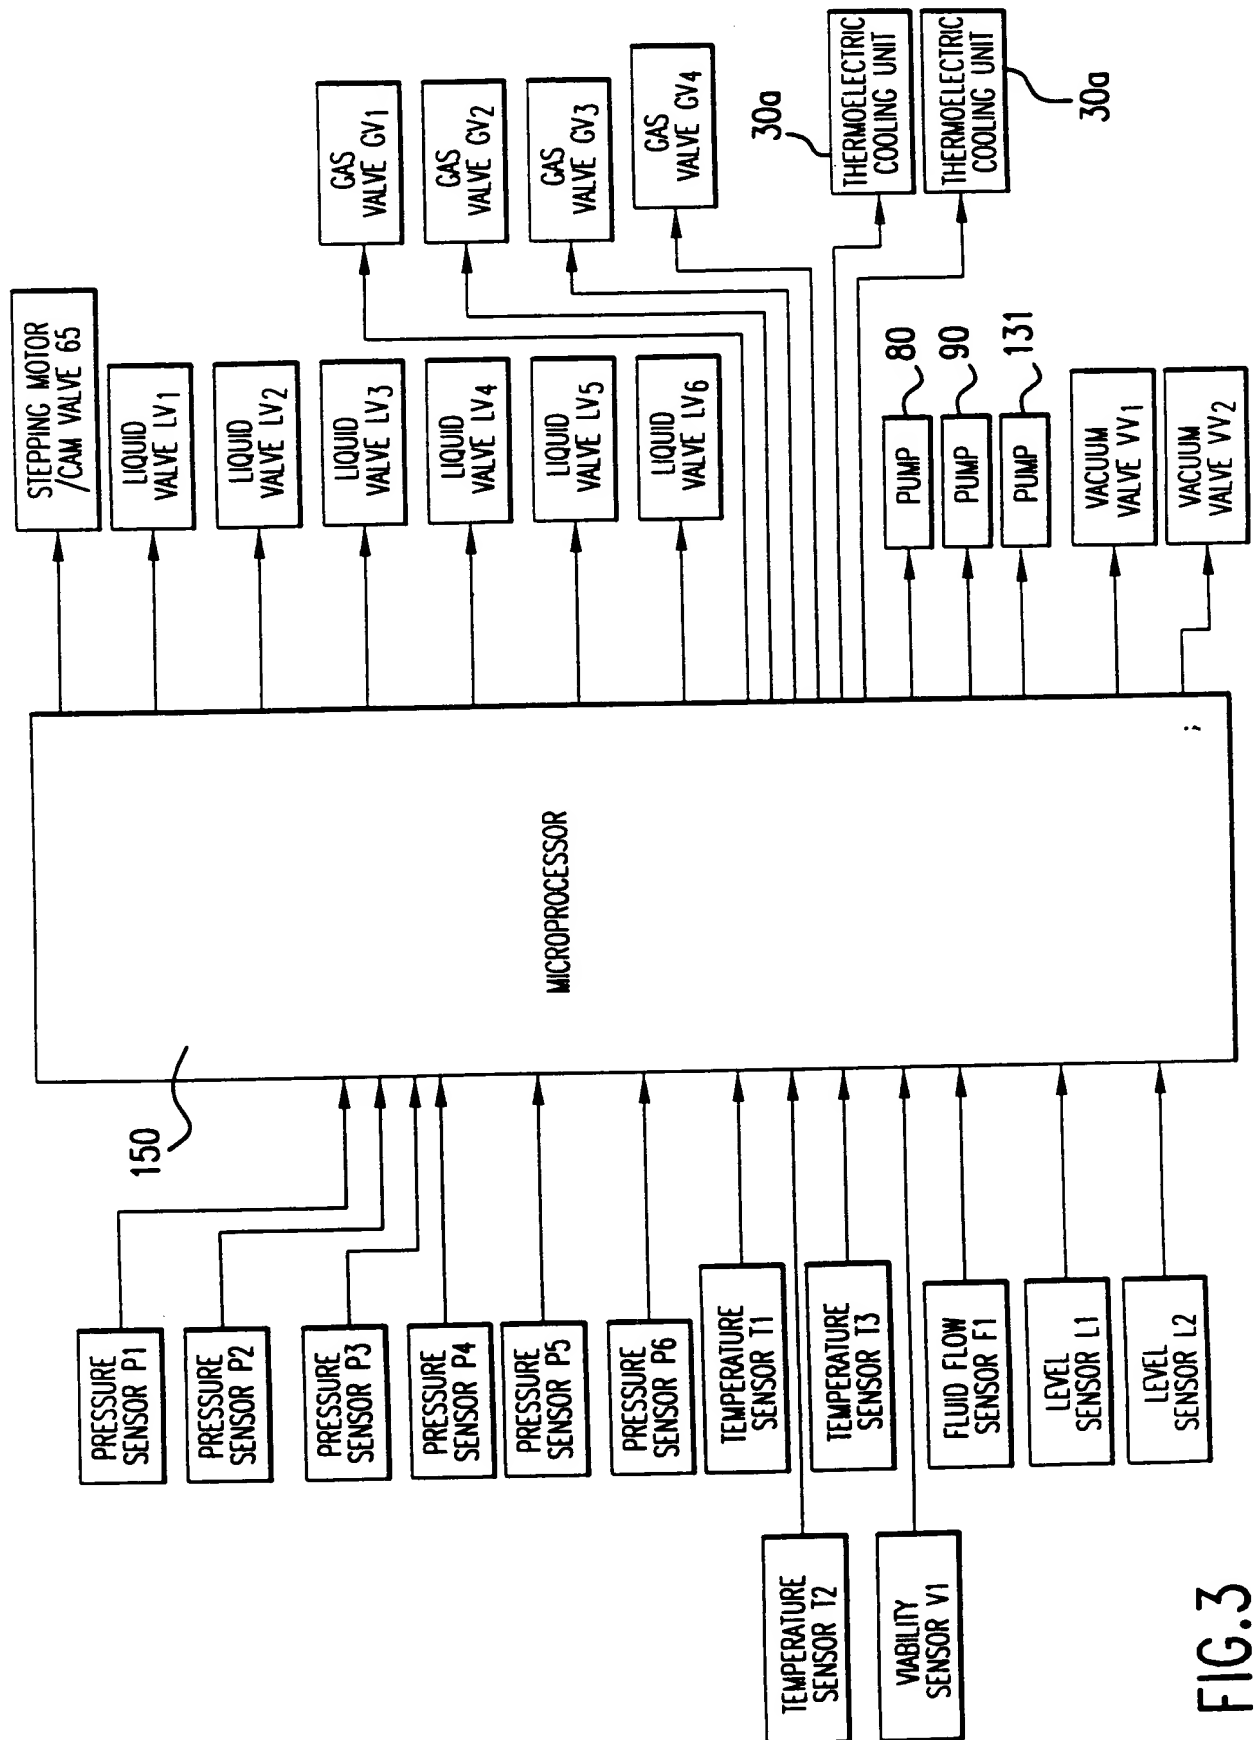 PRESSURE
SENSOR P1
PRESSURE
SENSOR P2
PRESSURE
SENSOR P3
PRESSURE
SENSOR P4
PRESSURE
SENSOR P5
PRESSURE
SENSOR P6
TEMPERATURE
SENSOR T1
TEMPERATURE
SENSOR T2
TEMPERATURE
SENSOR T3
VIABILITY
SENSOR V1
FLUID FLOW
SENSOR F1
LEVEL
SENSOR L1
LEVEL
SENSOR L2
150
MICROPROCESSOR
;
STEPPING MOTOR
/CAM VALVE 65
LIQUID
VALVE LV1
LIQUID
VALVE LV2
LIQUID
VALVE LV3
LIQUID
VALVE LV4
LIQUID
VALVE LV5
LIQUID
VALVE LV6
GAS
VALVE GV1
GAS
VALVE GV2
GAS
VALVE GV3
GAS
VALVE GV4
30a
THERMOELECTRIC
COOLING UNIT
THERMOELECTRIC
COOLING UNIT
30a
PUMP
80
PUMP
90
PUMP
131
VACUUM
VALVE VV1
VACUUM
VALVE VV2
FIG.3